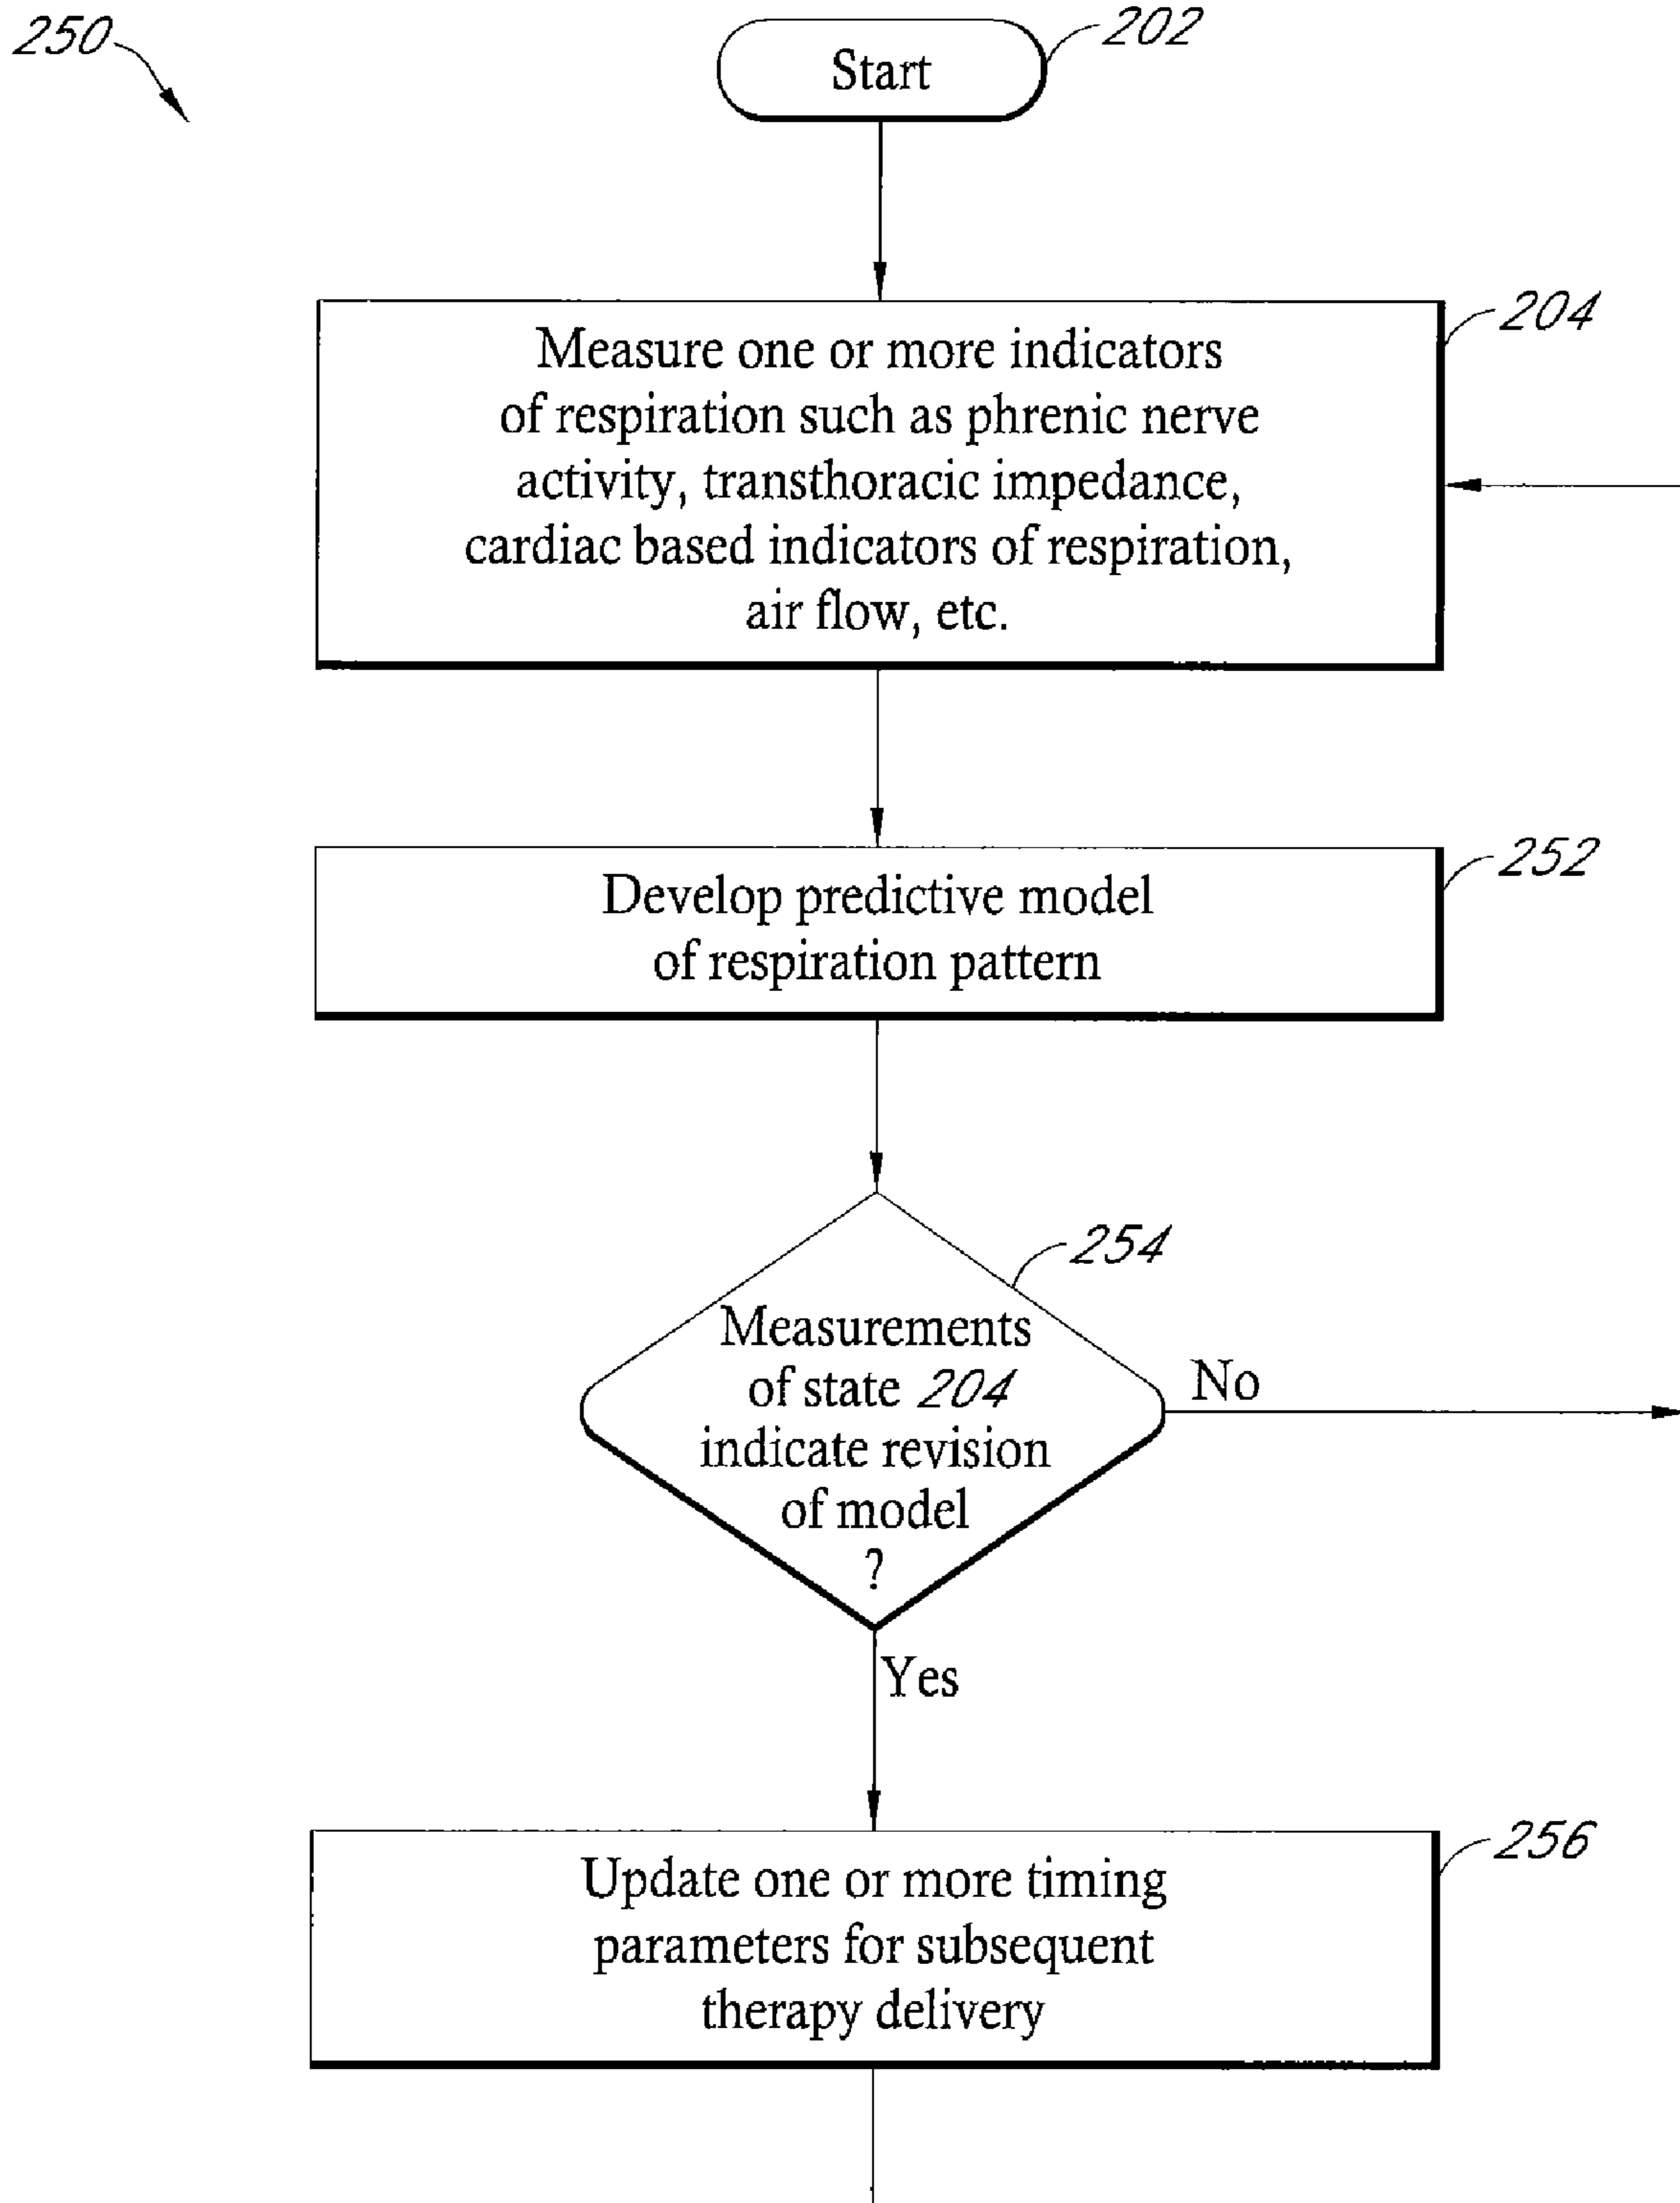 250
202
Start
204
Measure one or more indicators
of respiration such as phrenic nerve
activity, transthoracic impedance,
cardiac based indicators of respiration,
air flow, etc.
252
Develop predictive model
of respiration pattern
254
Measurements
of state 204
indicate revision
of model
?
No
Yes
256
Update one or more timing
parameters for subsequent
therapy delivery